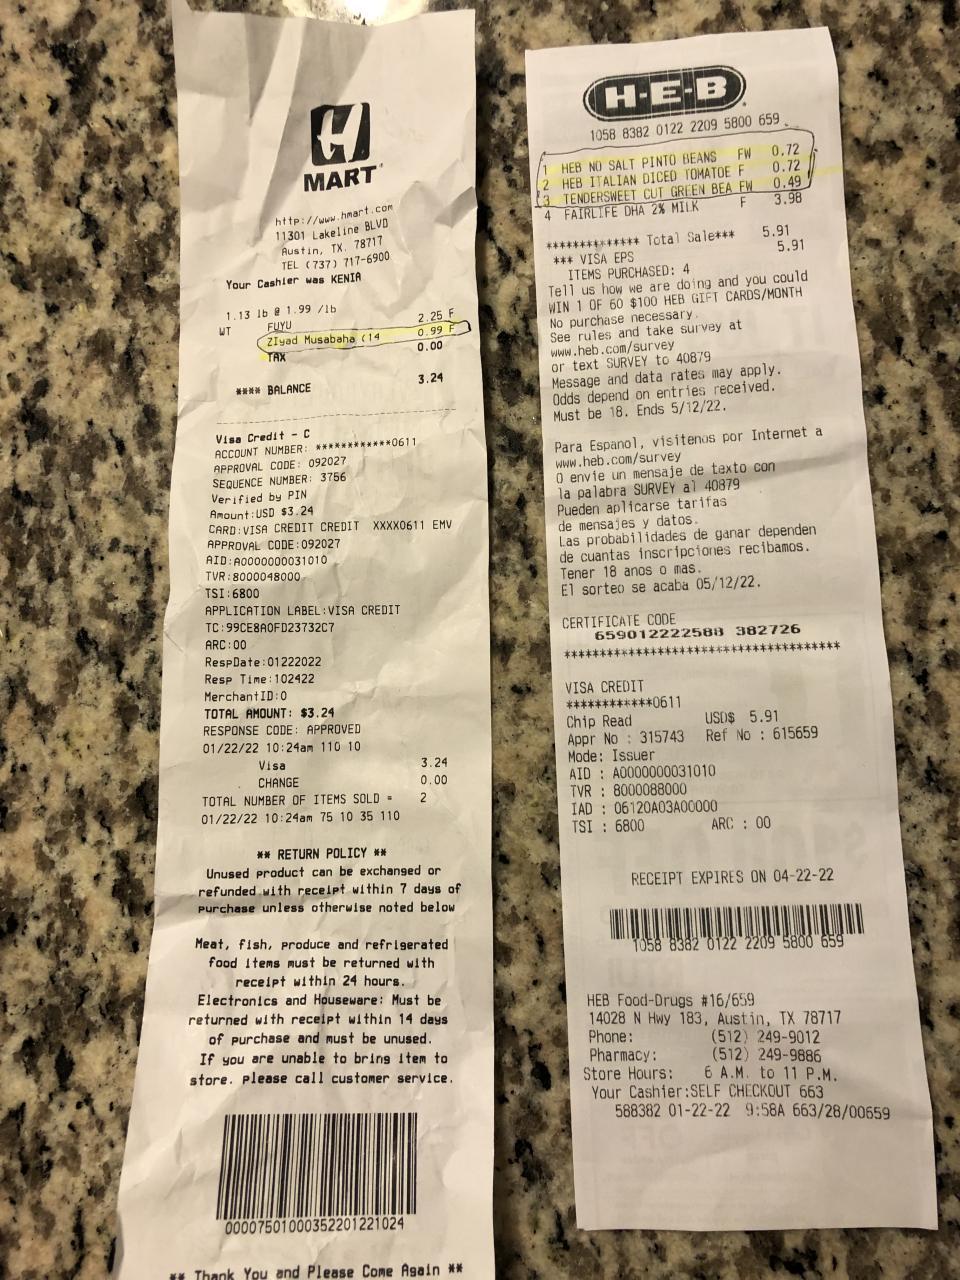 H
MART
http://www.hmart.com
11301 Lakeline BLVD
Austin, TX. 78717
TEL (737) 717-6900
Your Cashier was KENIA
1.13 lb @ 1.99 /lb
WT FUYU 2.25 F
ZIyad Musabaha (14 0.99 F
TAX 0.00
**** BALANCE 3.24
Visa Credit - C
ACCOUNT NUMBER: ************0611
APPROVAL CODE: 092027
SEQUENCE NUMBER: 3756
Verified by PIN
Amount:USD $3.24
CARD:VISA CREDIT CREDIT XXXX0611 EMV
APPROVAL CODE:092027
AID:A0000000031010
TVR:8000048000
TSI:6800
APPLICATION LABEL:VISA CREDIT
TC:99CE8A0FD23732C7
ARC:00
RespDate:01222022
Resp Time:102422
MerchantID:0
TOTAL AMOUNT: $3.24
RESPONSE CODE: APPROVED
01/22/22 10:24am 110 10
Visa 3.24
CHANGE 0.00
TOTAL NUMBER OF ITEMS SOLD = 2
01/22/22 10:24am 75 10 35 110
** RETURN POLICY **
Unused product can be exchanged or
refunded with receipt within 7 days of
purchase unless otherwise noted below
Meat, fish, produce and refrigerated
food items must be returned with
receipt within 24 hours.
Electronics and Houseware: Must be
returned with receipt within 14 days
of purchase and must be unused.
If you are unable to bring item to
store. please call customer service.
00007501000352201221024
** Thank You and Please Come Again **
H-E-B
1058 8382 0122 2209 5800 659
1 HEB NO SALT PINTO BEANS FW 0.72
2 HEB ITALIAN DICED TOMATOE F 0.72
3 TENDERSWEET CUT GREEN BEA FW 0.49
4 FAIRLIFE DHA 2% MILK F 3.98
************** Total Sale*** 5.91
*** VISA EPS 5.91
ITEMS PURCHASED: 4
Tell us how we are doing and you could
WIN 1 OF 60 $100 HEB GIFT CARDS/MONTH
No purchase necessary.
See rules and take survey at
www.heb.com/survey
or text SURVEY to 40879
Message and data rates may apply.
Odds depend on entries received.
Must be 18. Ends 5/12/22.
Para Espanol, visitenos por Internet a
www.heb.com/survey
O envie un mensaje de texto con
la palabra SURVEY al 40879
Pueden aplicarse tarifas
de mensajes y datos.
Las probabilidades de ganar dependen
de cuantas inscripciones recibamos.
Tener 18 anos o mas.
El sorteo se acaba 05/12/22.
CERTIFICATE CODE
659012222588 382726
***************************************
VISA CREDIT
************0611
Chip Read USD$ 5.91
Appr No : 315743 Ref No : 615659
Mode: Issuer
AID : A0000000031010
TVR : 8000088000
IAD : 06120A03A00000
TSI : 6800 ARC : 00
RECEIPT EXPIRES ON 04-22-22
1058 8382 0122 2209 5800 659
HEB Food-Drugs #16/659
14028 N Hwy 183, Austin, TX 78717
Phone: (512) 249-9012
Pharmacy: (512) 249-9886
Store Hours: 6 A.M. to 11 P.M.
Your Cashier:SELF CHECKOUT 663
588382 01-22-22 9:58A 663/28/00659